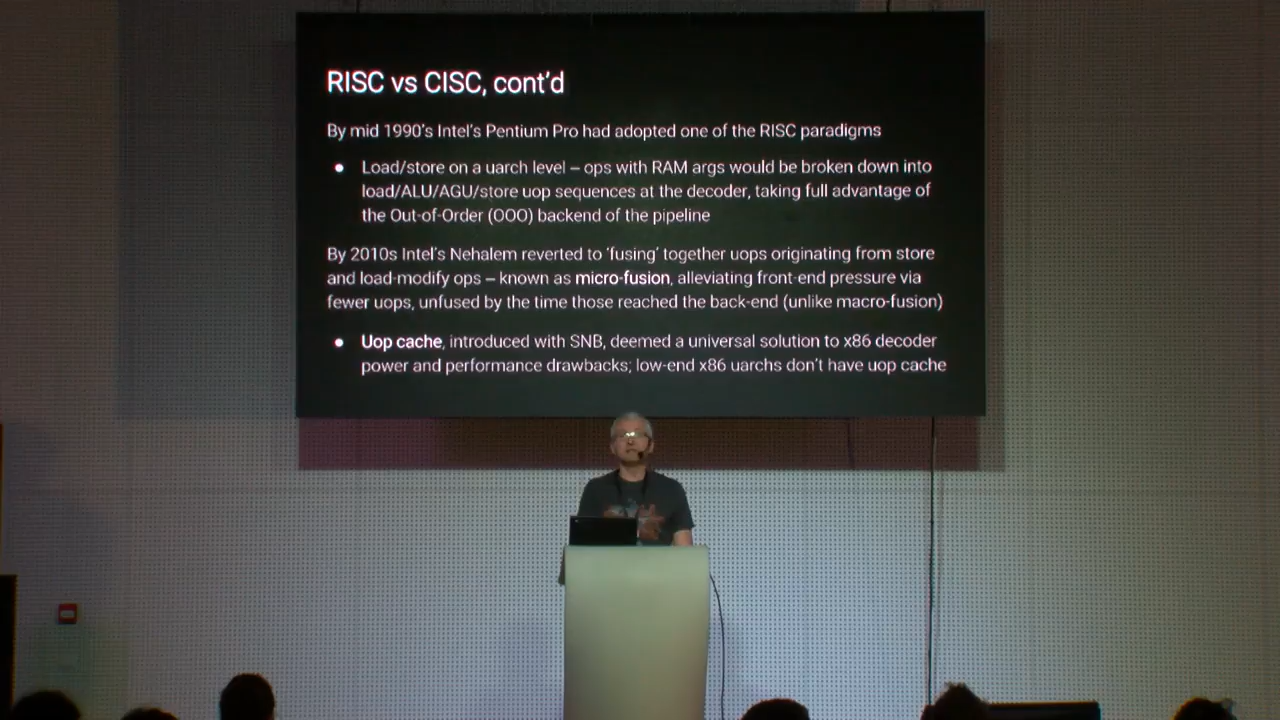 RISC vs CISC, cont'd
By mid 1990's Intel's Pentium Pro had adopted one of the RISC paradigms
● Load/store on a uarch level – ops with RAM args would be broken down into
load/ALU/AGU/store uop sequences at the decoder, taking full advantage of
the Out-of-Order (OOO) backend of the pipeline
By 2010s Intel's Nehalem reverted to 'fusing' together uops originating from store
and load-modify ops – known as micro-fusion, alleviating front-end pressure via
fewer uops, unfused by the time those reached the back-end (unlike macro-fusion)
● Uop cache, introduced with SNB, deemed a universal solution to x86 decoder
power and performance drawbacks; low-end x86 uarchs don't have uop cache